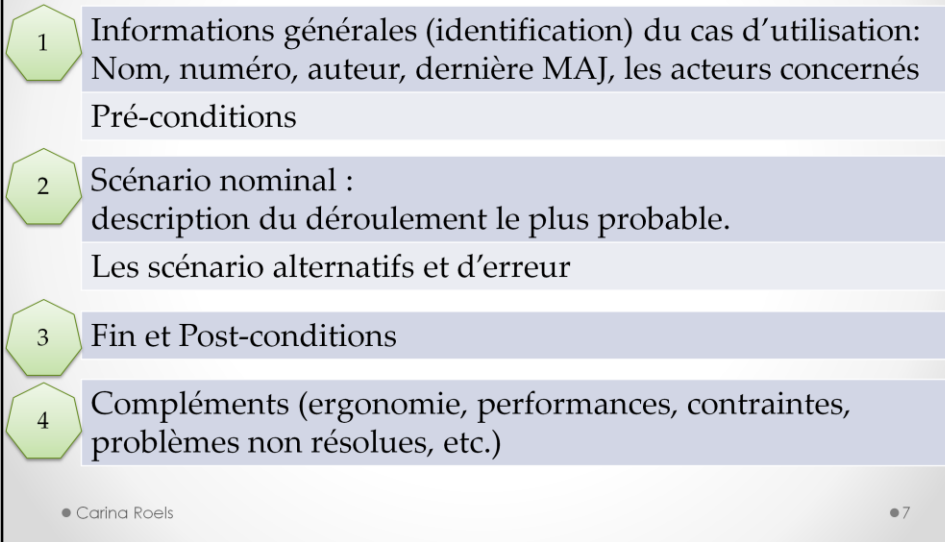 1
Informations générales (identification) du cas d’utilisation:
Nom, numéro, auteur, dernière MAJ, les acteurs concernés
Pré-conditions
2
Scénario nominal :
description du déroulement le plus probable.
Les scénario alternatifs et d’erreur
3
Fin et Post-conditions
4
Compléments (ergonomie, performances, contraintes,
problèmes non résolues, etc.)
Carina Roels
7